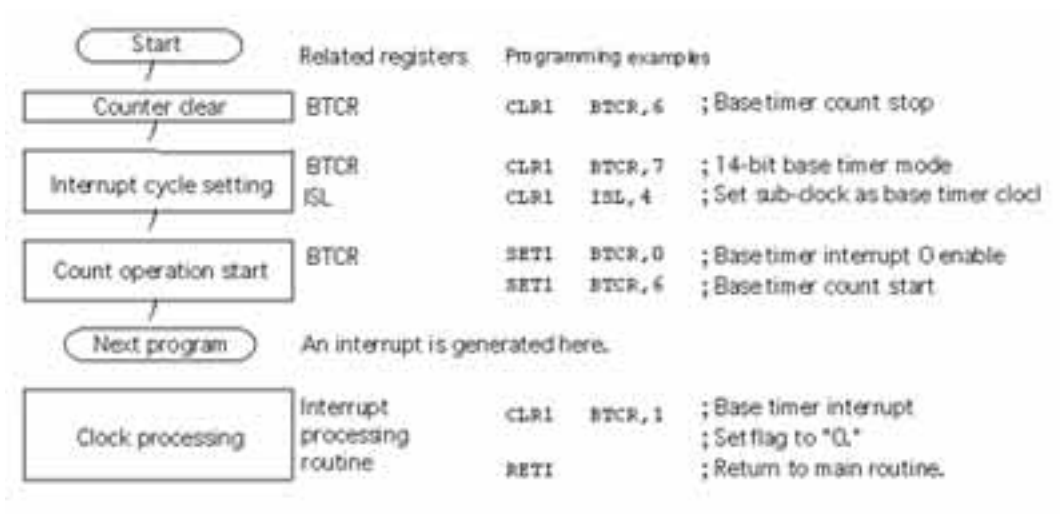 Start
Related registers Programming examples
Counter clear BTCR CLR1 BTCR,6 ;Base timer count stop
BTCR CLR1 BTCR,7 ;14-bit base timer mode
Interrupt cycle setting
ISL CLR1 ISL,4 ;Set sub-clock as base timer clocl
BTCR SET1 BTCR,0 ;Base timer interrupt 0 enable
Count operation start
SET1 BTCR,6 ;Base timer count start
Next program An interrupt is generated here.
Interrupt CLR1 BTCR,1 ;Base timer interrupt
Clock processing processing ;Set flag to "0."
routine RETI ;Return to main routine.